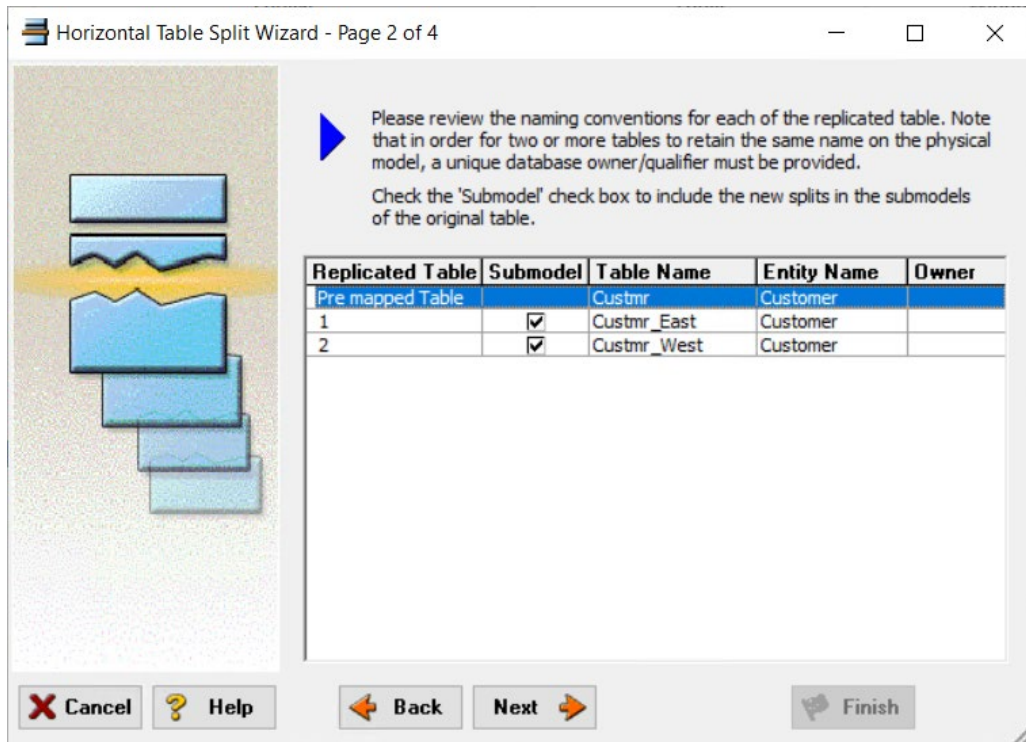 Horizontal Table Split Wizard - Page 2 of 4
Please review the naming conventions for each of the replicated table. Note
that in order for two or more tables to retain the same name on the physical
model, a unique database owner/qualifier must be provided.
Check the 'Submodel' check box to include the new splits in the submodels
of the original table.
Replicated Table Submodel Table Name Entity Name Owner
Pre mapped Table Custmr Customer
1 Custmr_East Customer
2 Custmr_West Customer
Cancel Help Back Next Finish